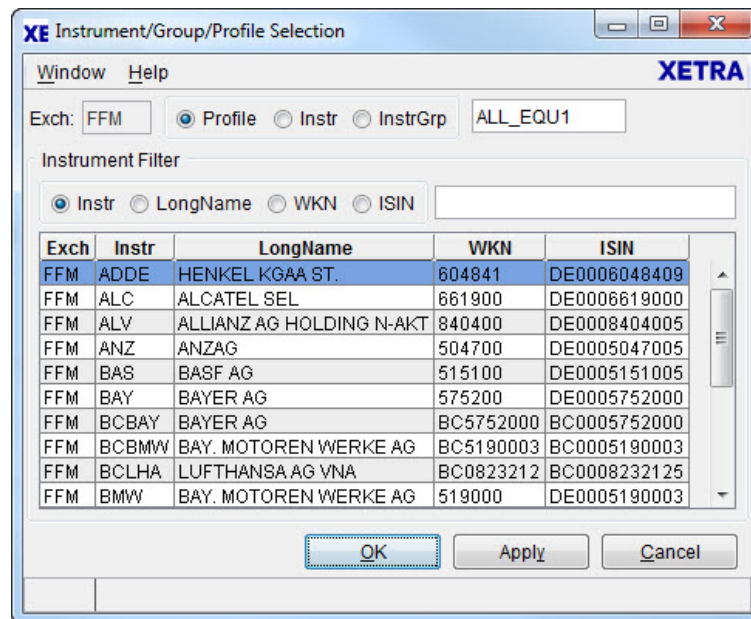 XE Instrument/Group/Profile Selection
Window Help XETRA
Exch: FFM Profile Instr InstrGrp ALL_EQU1
Instrument Filter
Instr LongName WKN ISIN
Exch Instr LongName WKN ISIN
FFM ADDE HENKEL KGAA ST. 604841 DE0006048409
FFM ALC ALCATEL SEL 661900 DE0006619000
FFM ALV ALLIANZ AG HOLDING N-AKT 840400 DE0008404005
FFM ANZ ANZAG 504700 DE0005047005
FFM BAS BASF AG 515100 DE0005151005
FFM BAY BAYER AG 575200 DE0005752000
FFM BCBAY BAYER AG BC5752000 BC0005752000
FFM BCBMW BAY. MOTOREN WERKE AG BC5190003 BC0005190003
FFM BCLHA LUFTHANSA AG VNA BC0823212 BC0008232125
FFM BMW BAY. MOTOREN WERKE AG 519000 DE0005190003
OK Apply Cancel